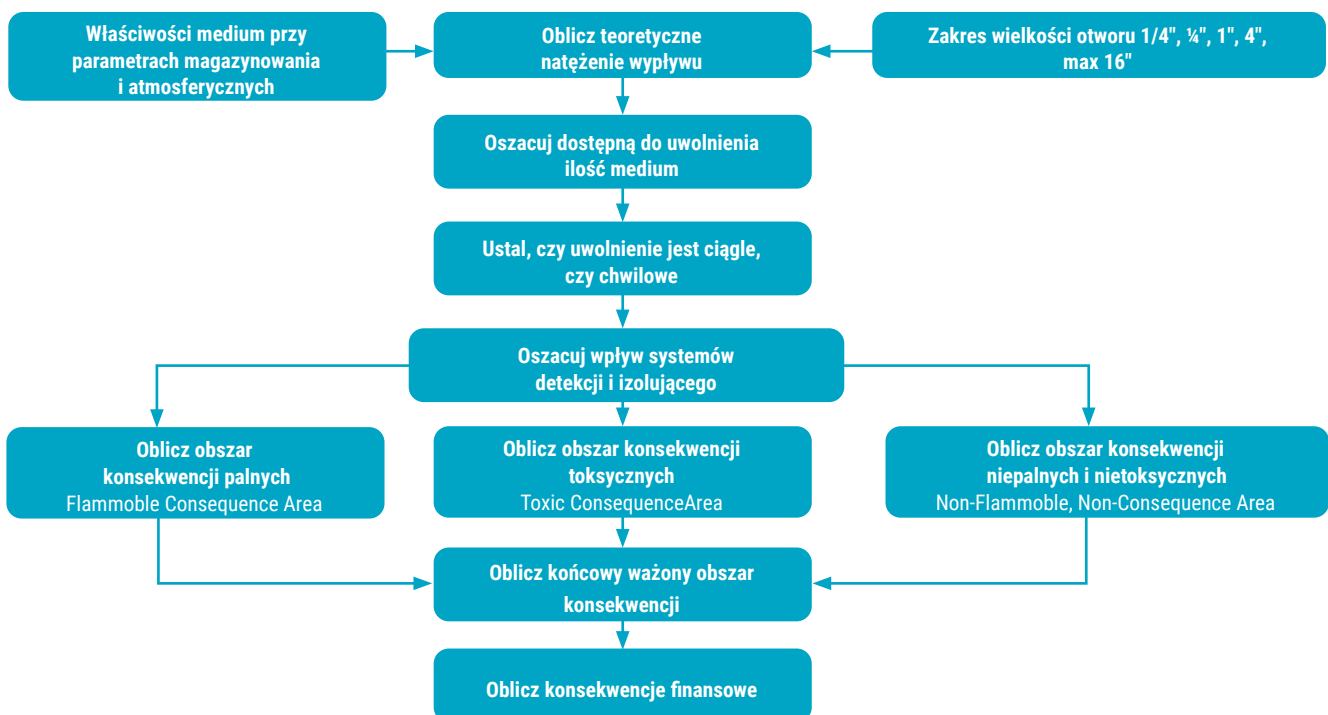 Właściwości medium przy
parametrach magazynowania
i atmosferycznych
Oblicz teoretyczne
natężenie wypływu
Zakres wielkości otworu 1/4", ¼", 1", 4",
max 16"
Oszacuj dostępną do uwolnienia
ilość medium
Ustal, czy uwolnienie jest ciągle,
czy chwilowe
Oszacuj wpływ systemów
detekcji i izolującego
Oblicz obszar
konsekwencji palnych
Flammoble Consequence Area
Oblicz obszar konsekwencji
toksycznych
Toxic ConsequenceArea
Oblicz obszar konsekwencji
niepalnych i nietoksycznych
Non-Flammoble, Non-Consequence Area
Oblicz końcowy ważony obszar
konsekwencji
Oblicz konsekwencje finansowe